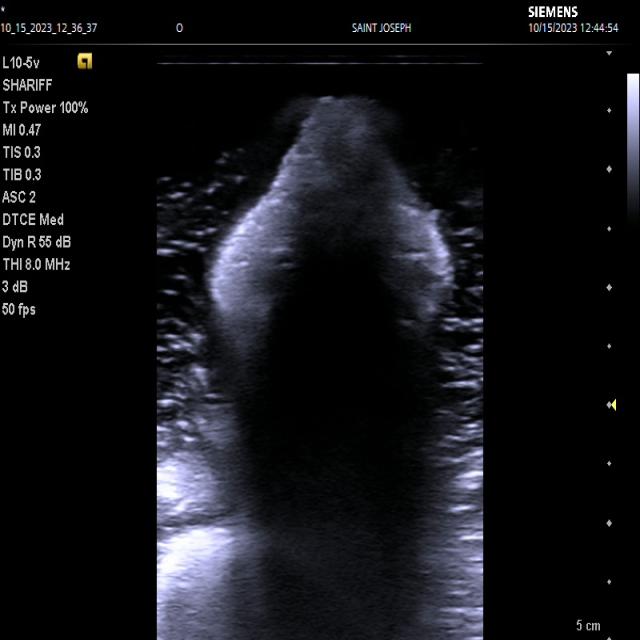 *
SIEMENS
10_15_2023_12_36_37 O SAINT JOSEPH 10/15/2023 12:44:54
L10-5v
SHARIFF
Tx Power 100%
MI 0.47
TIS 0.3
TIB 0.3
ASC 2
DTCE Med
Dyn R 55 dB
THI 8.0 MHz
3 dB
50 fps
5 cm